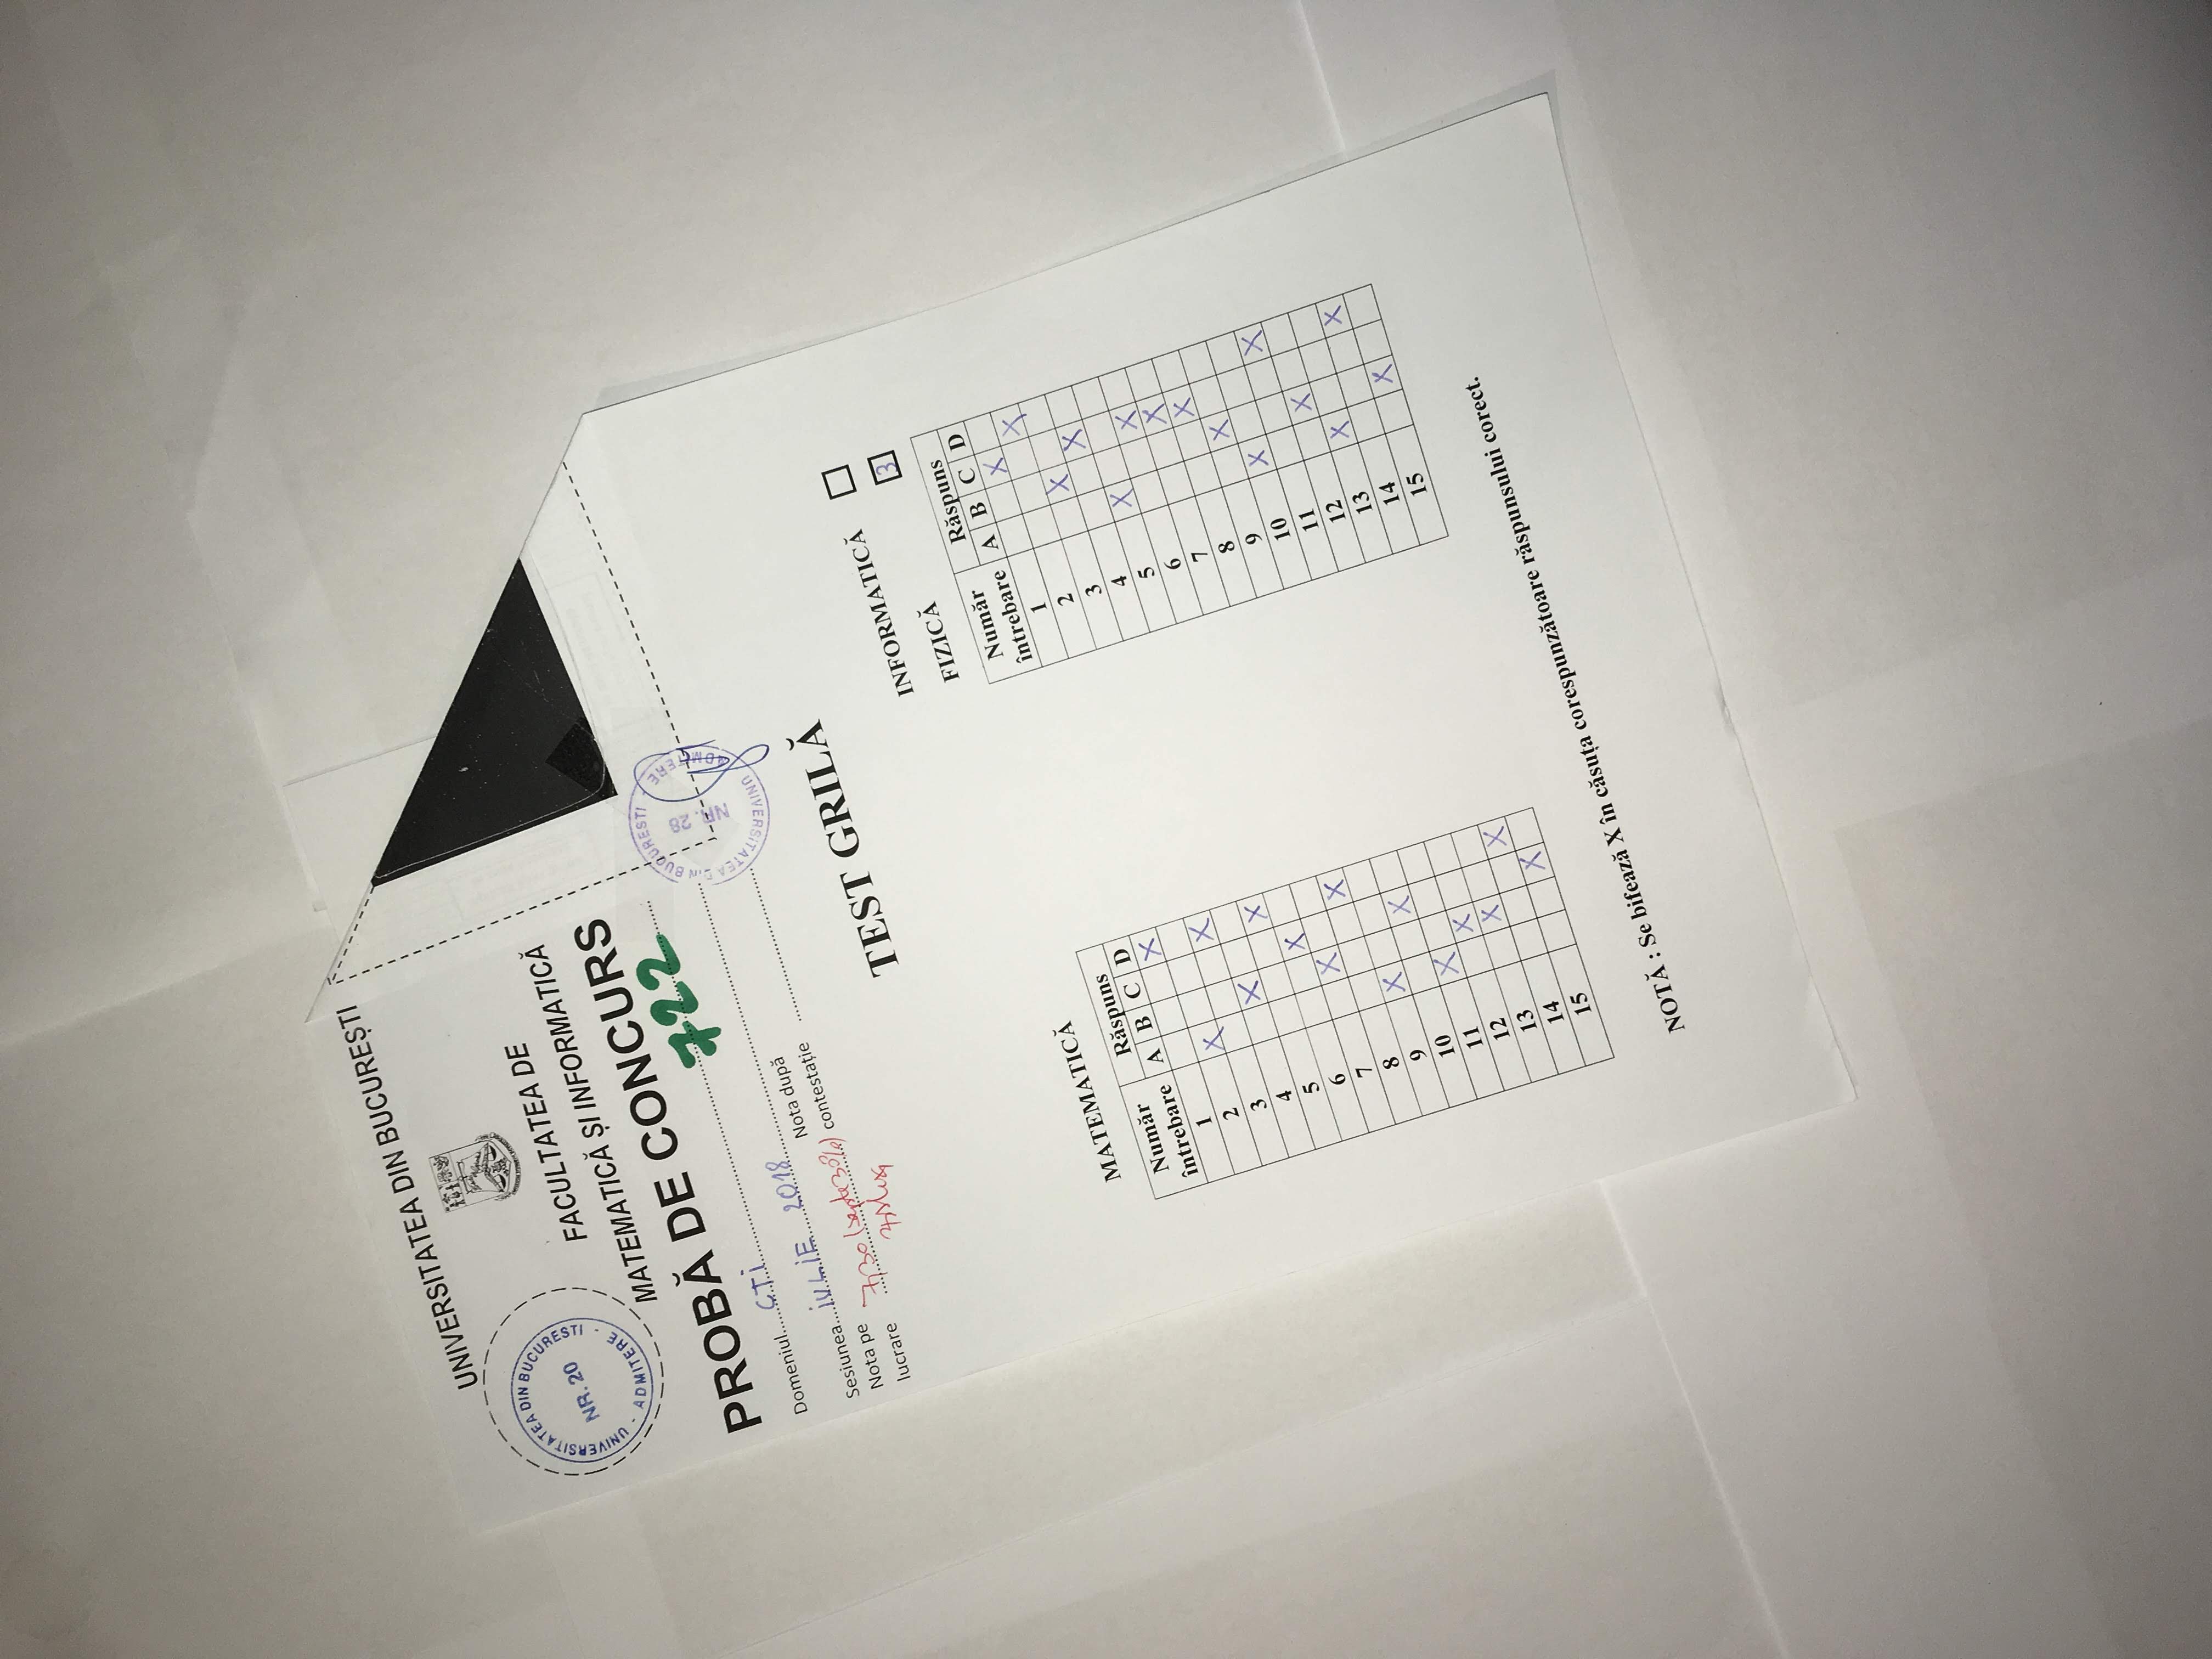 UNIVERSITATEA DIN BUCUREȘTI
UNIVERSITATEA DIN BUCURESTI
NR. 20
- ADMITERE -
FACULTATEA DE
MATEMATICĂ ȘI INFORMATICĂ
PROBĂ DE CONCURS
722
Domeniul CTi
Sesiunea iULiE 2018
Nota pe lucrare 7,30 (șapte 30%)
Nota după contestație
UNIVERSITATEA DIN BUCURESTI
NR. 28
ADMITERE
TEST GRILĂ
MATEMATICĂ
Număr întrebare Răspuns
A B C D
1 X
2 X
3 X
4 X
5 X
6 X
7 X
8 X
9 X
10 X
11 X
12 X
13 X
14 X
15 X
INFORMATICĂ
FIZICĂ 3
Număr întrebare Răspuns
A B C D
1 X
2 X
3 X
4 X
5 X
6 X
7 X
8 X
9 X
10 X
11 X
12 X
13 X
14 X
15 X
NOTĂ : Se bifează X în căsuța corespunzătoare răspunsului corect.